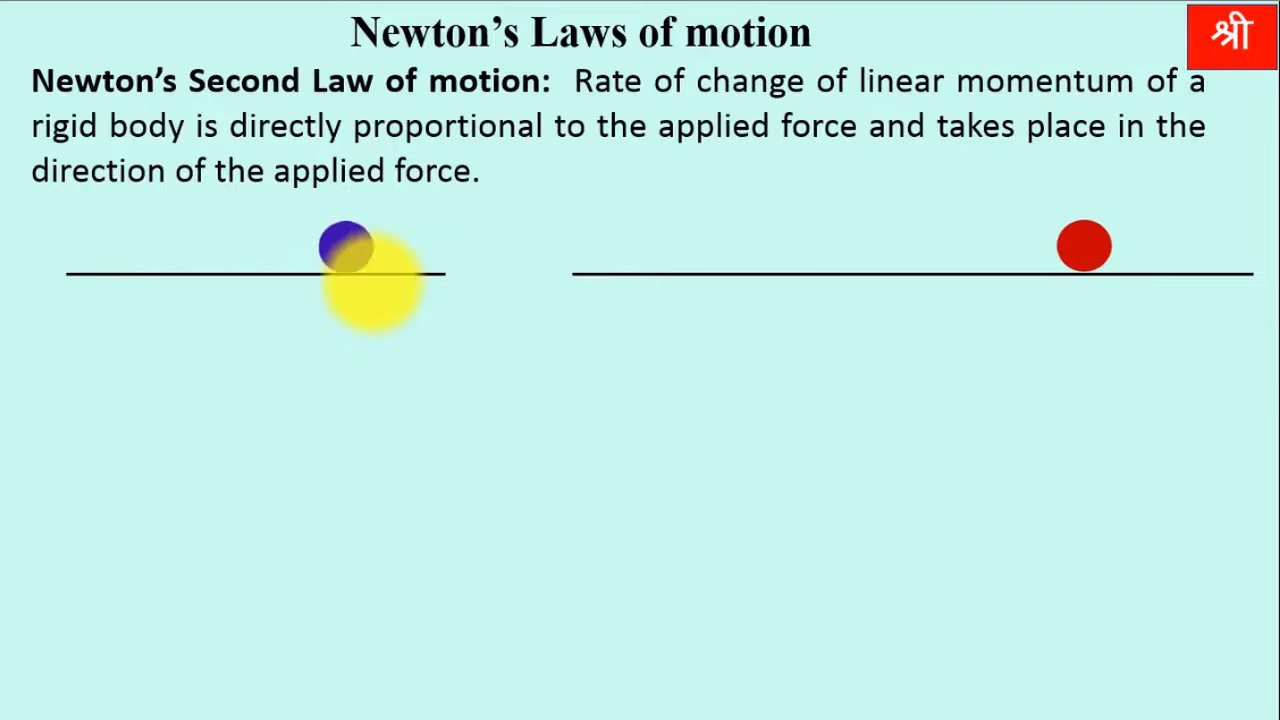 Newton’s Laws of motion
श्री
Newton’s Second Law of motion: Rate of change of linear momentum of a
rigid body is directly proportional to the applied force and takes place in the
direction of the applied force.